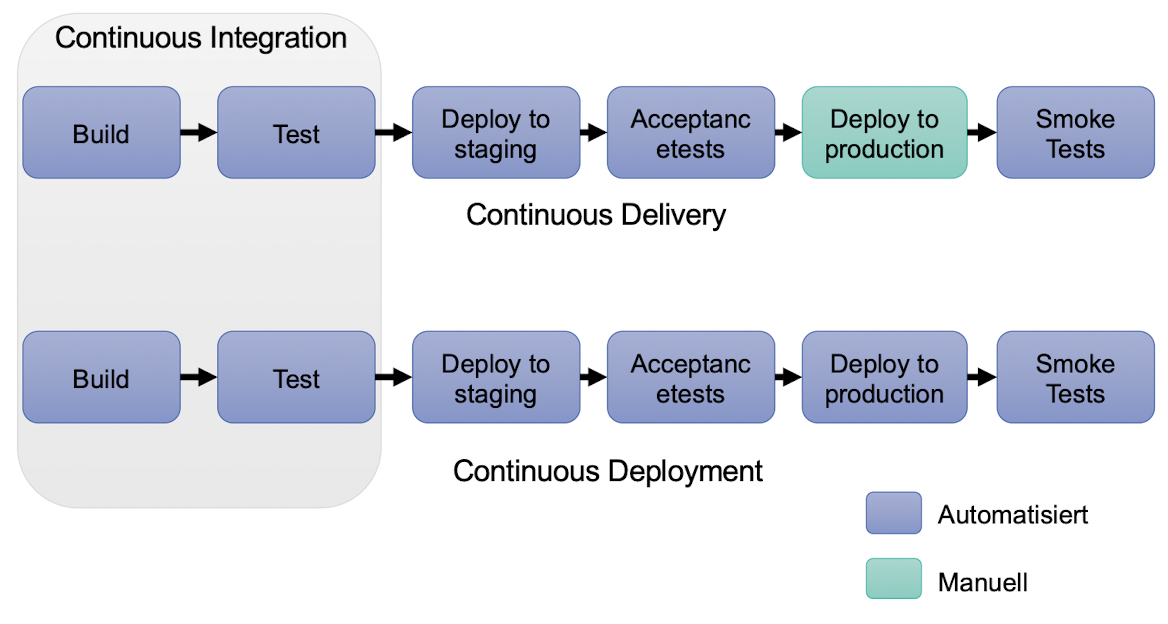 Continuous Integration
Build
Test
Deploy to
staging
Acceptanc
etests
Deploy to
production
Smoke
Tests
Continuous Delivery
Build
Test
Deploy to
staging
Acceptanc
etests
Deploy to
production
Smoke
Tests
Continuous Deployment
Automatisiert
Manuell